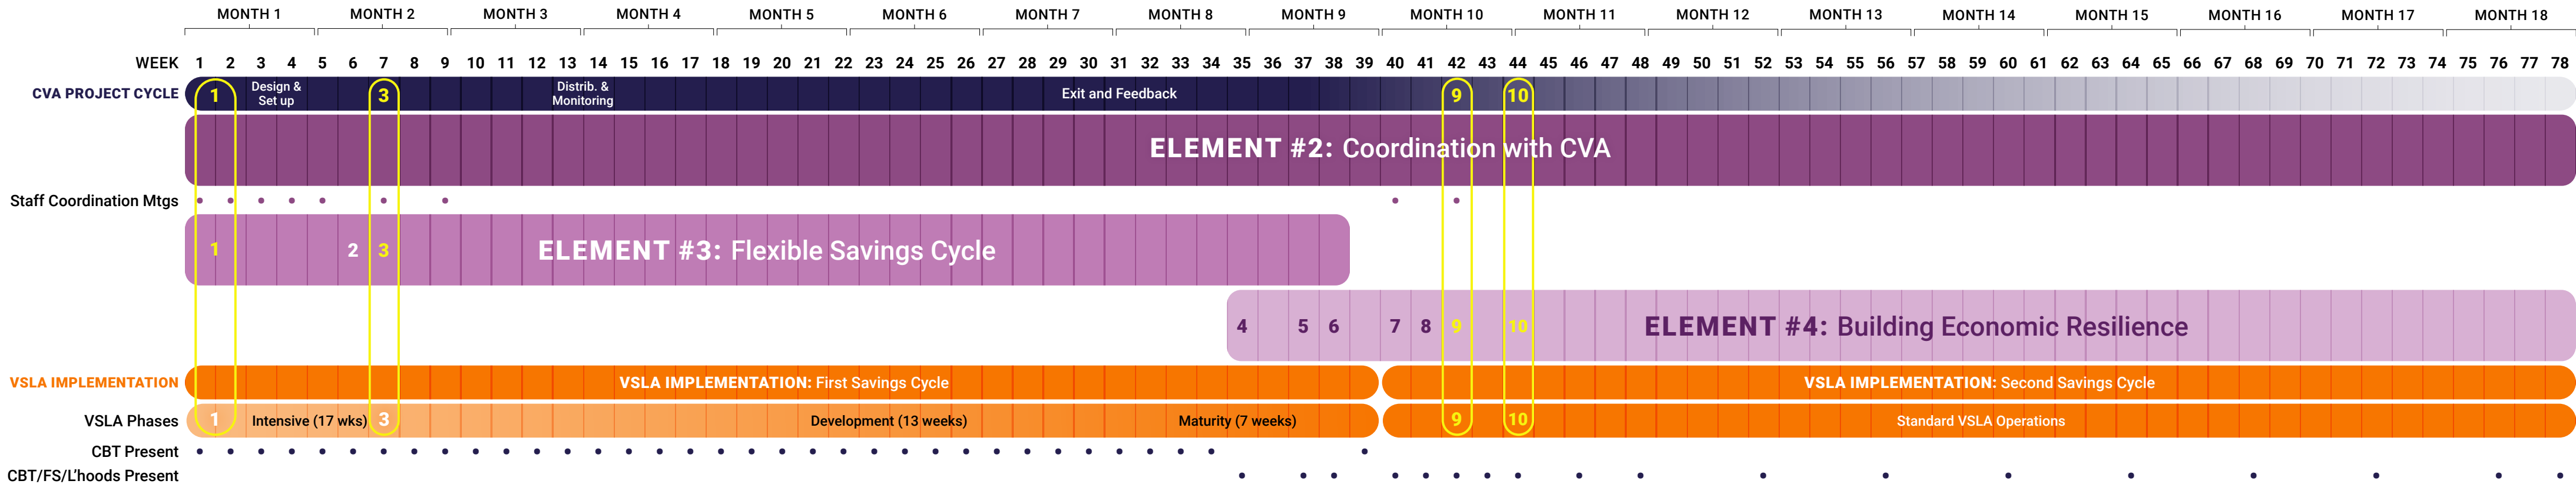 MONTH 1 MONTH 2 MONTH 3 MONTH 4 MONTH 5 MONTH 6 MONTH 7 MONTH 8 MONTH 9 MONTH 10 MONTH 11 MONTH 12 MONTH 13 MONTH 14 MONTH 15 MONTH 16 MONTH 17 MONTH 18
WEEK 1 2 3 4 5 6 7 8 9 10 11 12 13 14 15 16 17 18 19 20 21 22 23 24 25 26 27 28 29 30 31 32 33 34 35 36 37 38 39 40 41 42 43 44 45 46 47 48 49 50 51 52 53 54 55 56 57 58 59 60 61 62 63 64 65 66 67 68 69 70 71 72 73 74 75 76 77 78
CVA PROJECT CYCLE 1 Design & Set up 3 Distrib. & Monitoring Exit and Feedback 9 10
ELEMENT #2: Coordination with CVA
Staff Coordination Mtgs
1 2 3 ELEMENT #3: Flexible Savings Cycle
4 5 6 7 8 9 10 ELEMENT #4: Building Economic Resilience
VSLA IMPLEMENTATION VSLA IMPLEMENTATION: First Savings Cycle VSLA IMPLEMENTATION: Second Savings Cycle
VSLA Phases 1 Intensive (17 wks) 3 Development (13 weeks) Maturity (7 weeks) 9 10 Standard VSLA Operations
CBT Present
CBT/FS/L'hoods Present